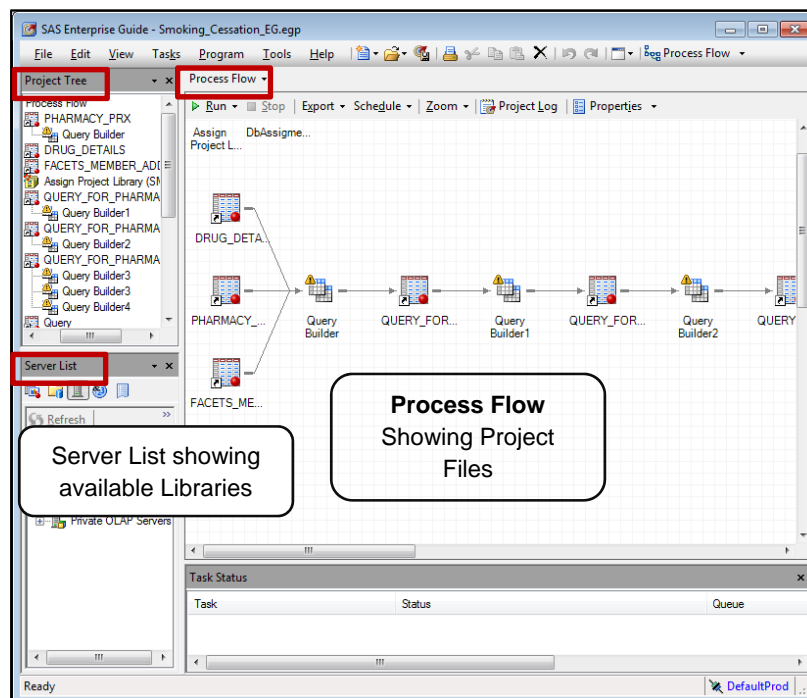 SAS Enterprise Guide - Smoking_Cessation_EG.egp
File Edit View Tasks Program Tools Help Process Flow
Project Tree
Process Flow
PHARMACY_PRX
Query Builder
DRUG_DETAILS
FACETS_MEMBER_ADD
Assign Project Library (SM
QUERY_FOR_PHARMA
Query Builder1
QUERY_FOR_PHARMA
Query Builder2
QUERY_FOR_PHARMA
Query Builder3
Query Builder3
Query Builder4
Query
Server List
Refresh
Server List showing
available Libraries
Private OLAP Servers
Process Flow
Run Stop Export Schedule Zoom Project Log Properties
Assign DbAssigme...
Project L...
DRUG_DETA...
PHARMACY_... Query QUERY_FOR... Query QUERY_FOR... Query QUERY
Builder Builder1 Builder2
FACETS_ME...
Process Flow
Showing Project
Files
Task Status
Task Status Queue
Ready DefaultProd